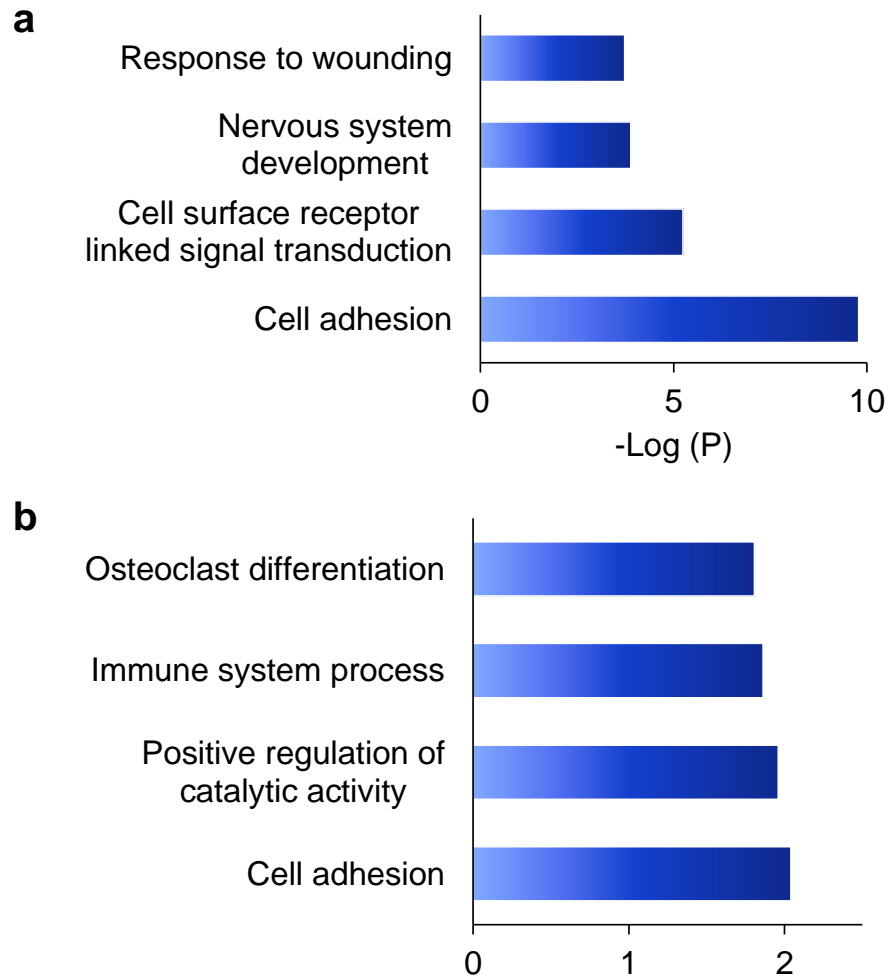 a
Response to wounding
Nervous system
development
Cell surface receptor
linked signal transduction
Cell adhesion
0 5 10
-Log (P)
b
Osteoclast differentiation
Immune system process
Positive regulation of
catalytic activity
Cell adhesion
0 1 2